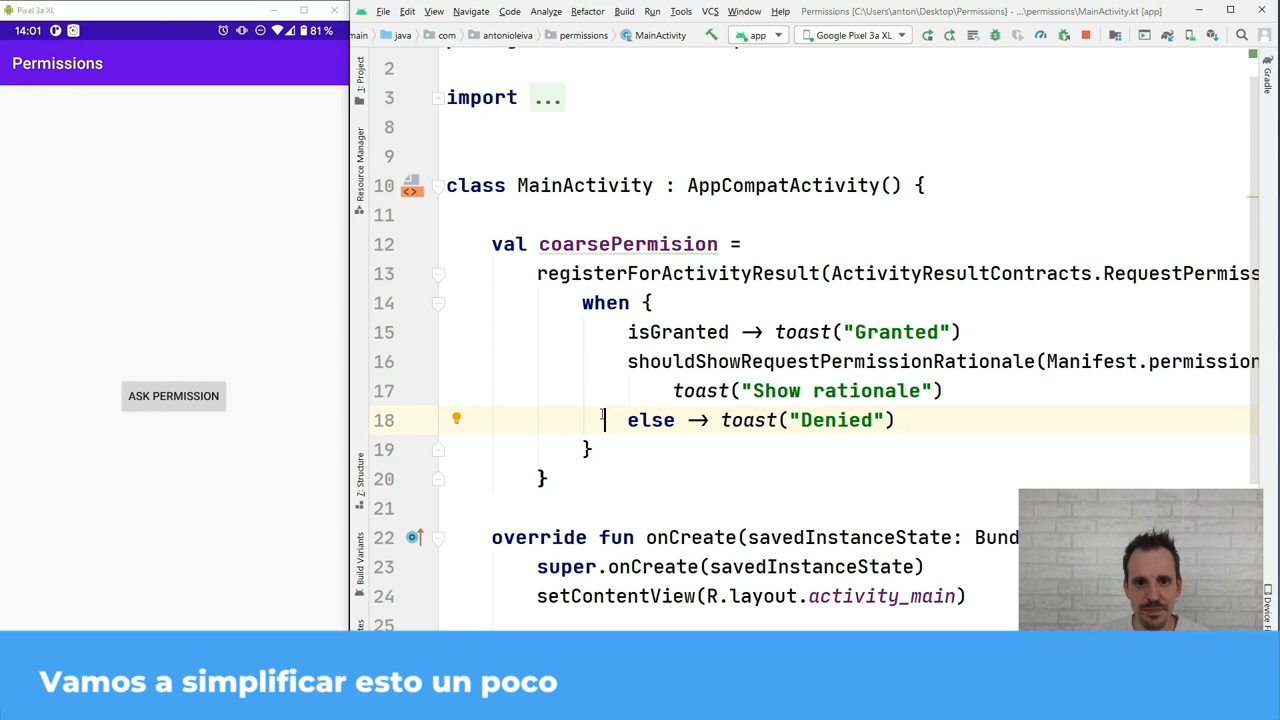 Pixel 3a XL
14:01
81 %
Permissions
ASK PERMISSION
File Edit View Navigate Code Analyze Refactor Build Run Tools VCS Window Help Permissions [C:\Users\anton\Desktop\Permissions] - ...\permissions\MainActivity.kt [app]
main java com antonioleiva permissions MainActivity app Google Pixel 3a XL
1: Project
Resource Manager
Z: Structure
Build Variants
Gradle
2
3 import ...
8
9
10 class MainActivity : AppCompatActivity() {
11
12 val coarsePermision =
13 registerForActivityResult(ActivityResultContracts.RequestPermiss
14 when {
15 isGranted → toast("Granted")
16 shouldShowRequestPermissionRationale(Manifest.permission
17 toast("Show rationale")
18 else → toast("Denied")
19 }
20 }
21
22 override fun onCreate(savedInstanceState: Bund
23 super.onCreate(savedInstanceState)
24 setContentView(R.layout.activity_main)
25
Vamos a simplificar esto un poco